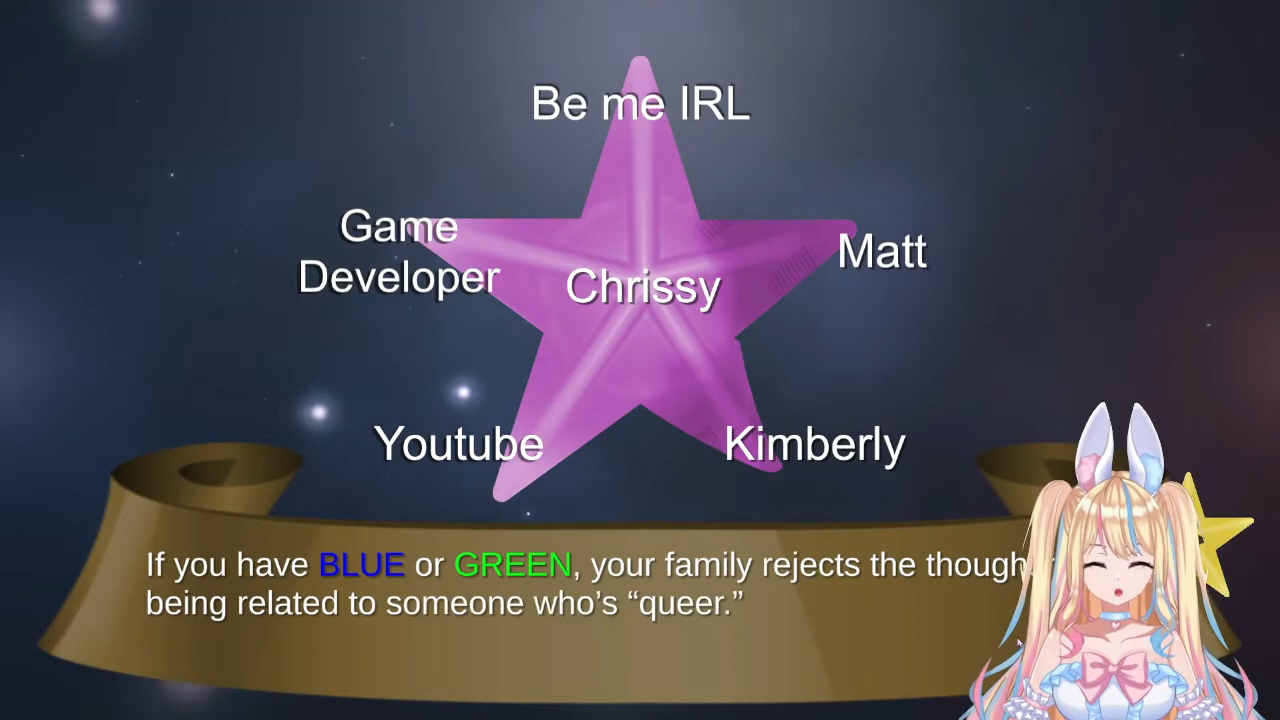 Be me IRL
Game
Developer
Matt
Chrissy
Youtube
Kimberly
If you have BLUE or GREEN, your family rejects the
being related to someone who’s “queer.”